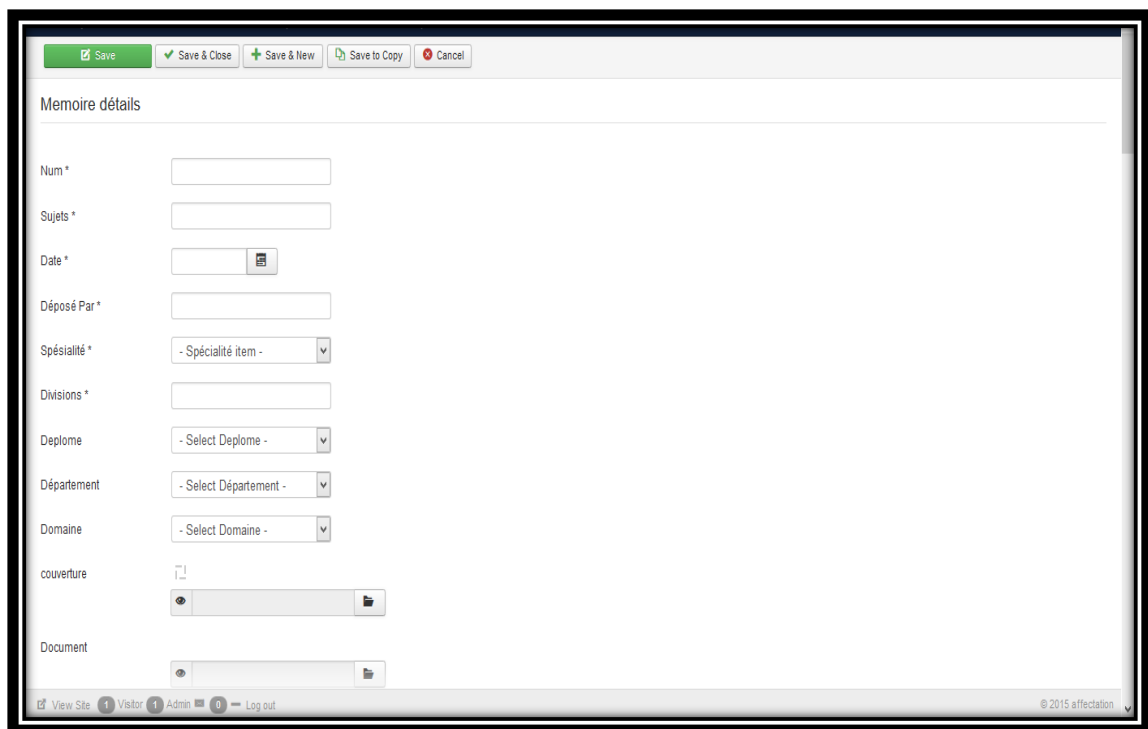 Save Save & Close Save & New Save to Copy Cancel
Memoire détails
Num *
Sujets *
Date *
Déposé Par *
Spésialité * - Spécialité item -
Divisions *
Deplome - Select Deplome -
Département - Select Département -
Domaine - Select Domaine -
couverture
Document
View Site 1 Visitor 1 Admin 0 Log out © 2015 affectation